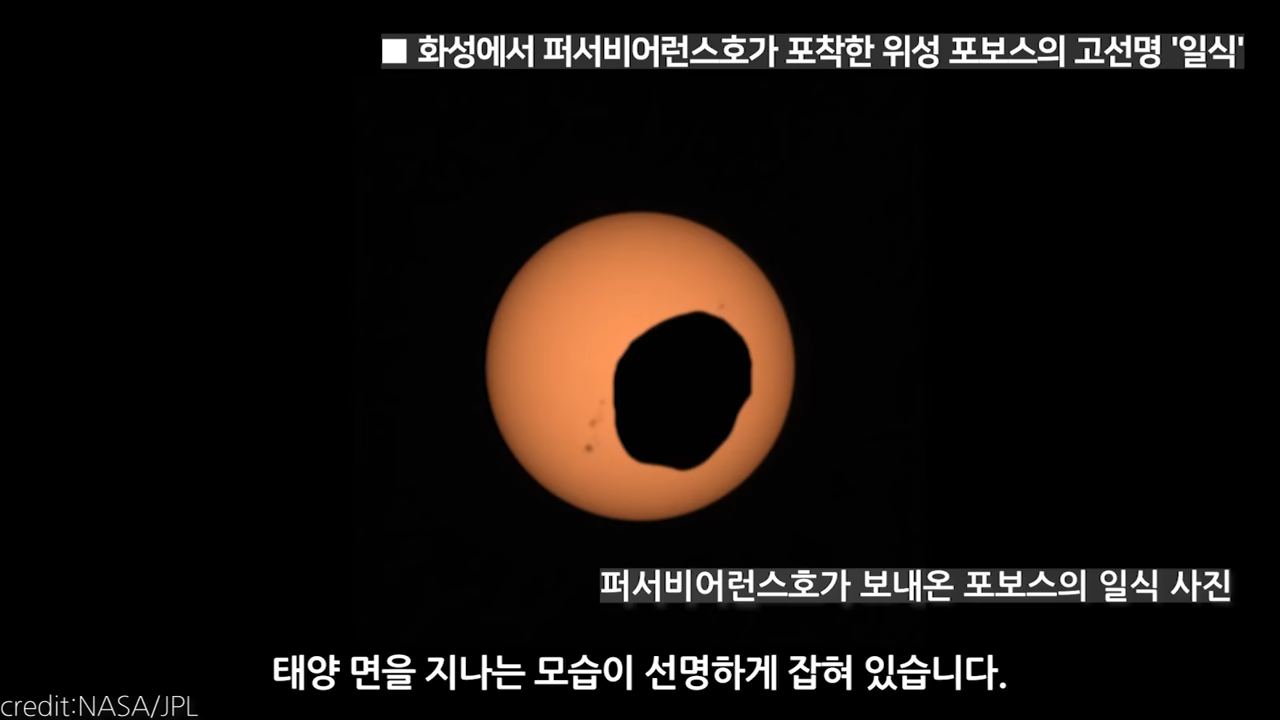 ■ 화성에서 퍼서비어런스호가 포착한 위성 포보스의 고선명 '일식'
퍼서비어런스호가 보내온 포보스의 일식 사진
태양 면을 지나는 모습이 선명하게 잡혀 있습니다.
credit:NASA/JPL